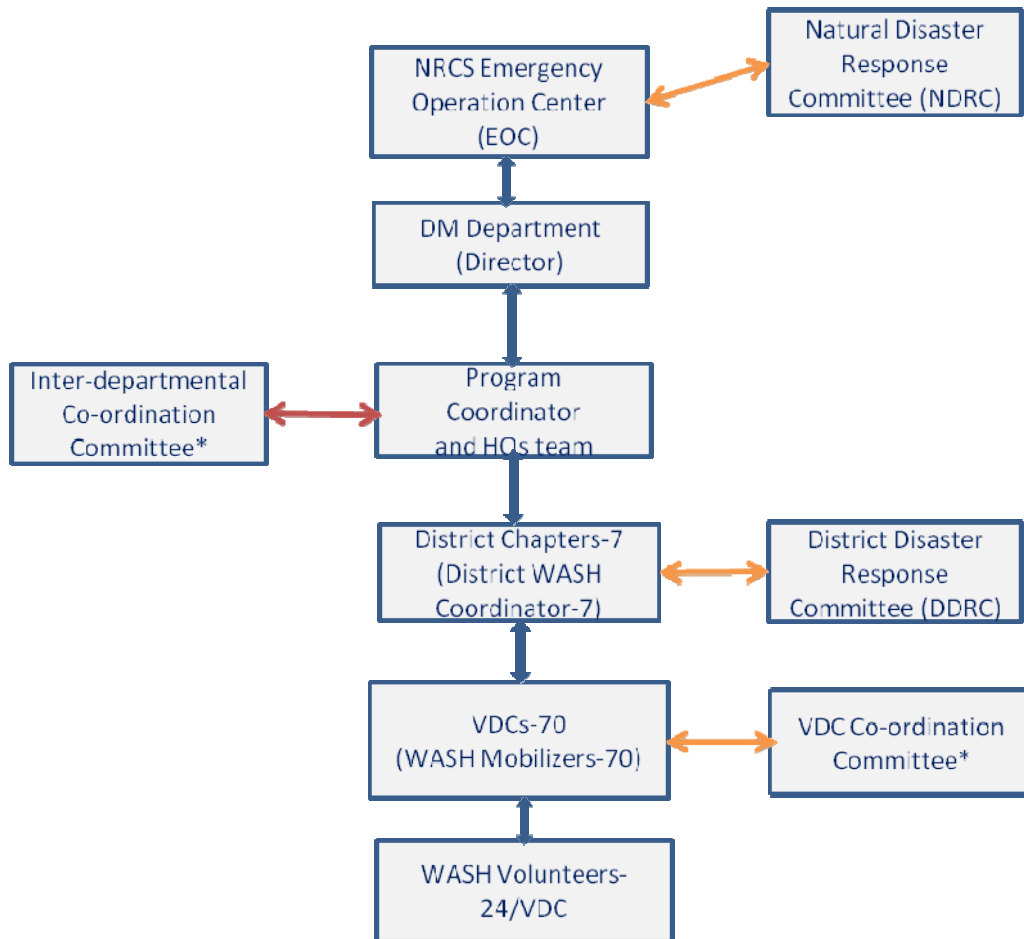 NRCS Emergency
Operation Center
(EOC)
Natural Disaster
Response
Committee (NDRC)
DM Department
(Director)
Inter-departmental
Co-ordination
Committee*
Program
Coordinator
and HQs team
District Chapters-7
(District WASH
Coordinator-7)
District Disaster
Response
Committee (DDRC)
VDCs-70
(WASH Mobilizers-70)
VDC Co-ordination
Committee*
WASH Volunteers-
24/VDC